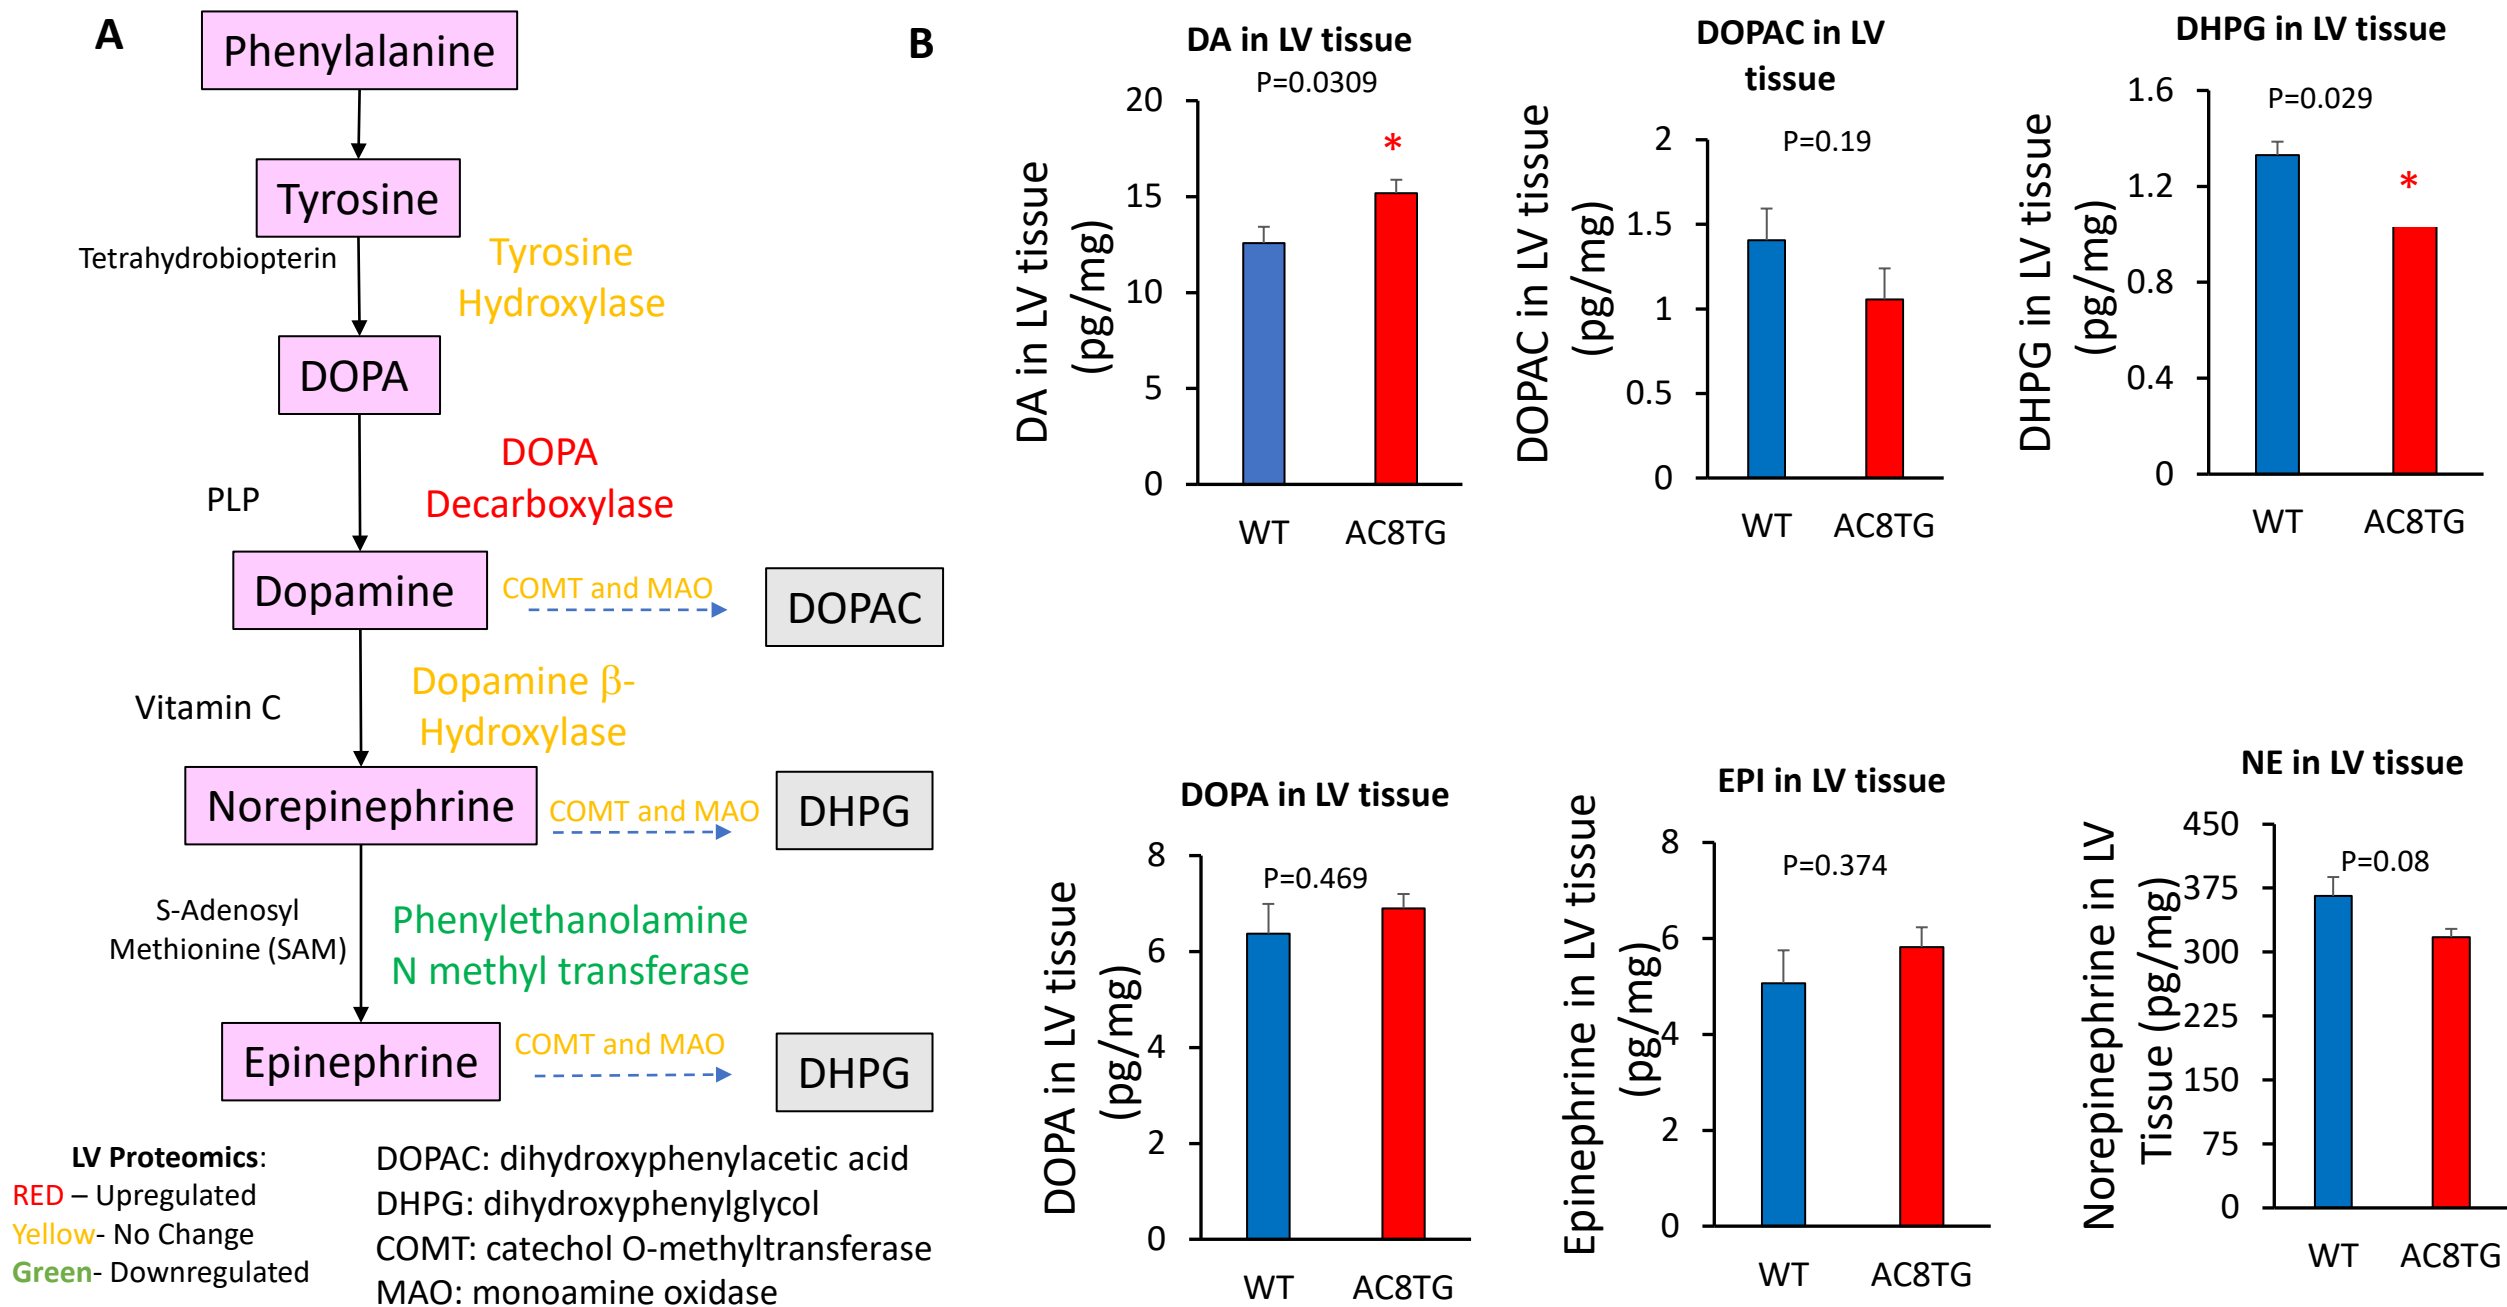 A
Phenylalanine
Tyrosine
Tetrahydrobiopterin
Tyrosine
Hydroxylase
DOPA
DOPA
Decarboxylase
PLP
Dopamine
COMT and MAO
DOPAC
Vitamin C
Dopamine β-
Hydroxylase
Norepinephrine
COMT and MAO
DHPG
S-Adenosyl
Methionine (SAM)
Phenylethanolamine
N methyl transferase
Epinephrine
COMT and MAO
DHPG
LV Proteomics:
RED – Upregulated
Yellow- No Change
Green- Downregulated
DOPAC: dihydroxyphenylacetic acid
DHPG: dihydroxyphenylglycol
COMT: catechol O-methyltransferase
MAO: monoamine oxidase
B
DA in LV tissue
P=0.0309
DA in LV tissue
(pg/mg)
20
15
10
5
0
*
WT AC8TG
DOPAC in LV
tissue
P=0.19
DOPAC in LV tissue
(pg/mg)
2
1.5
1
0.5
0
WT AC8TG
DHPG in LV tissue
P=0.029
DHPG in LV tissue
(pg/mg)
1.6
1.2
0.8
0.4
0
*
WT AC8TG
DOPA in LV tissue
P=0.469
DOPA in LV tissue
(pg/mg)
8
6
4
2
0
WT AC8TG
EPI in LV tissue
P=0.374
Epinephrine in LV tissue
(pg/mg)
8
6
4
2
0
WT AC8TG
NE in LV tissue
P=0.08
Norepinephrine in LV
Tissue (pg/mg)
450
375
300
225
150
75
0
WT AC8TG